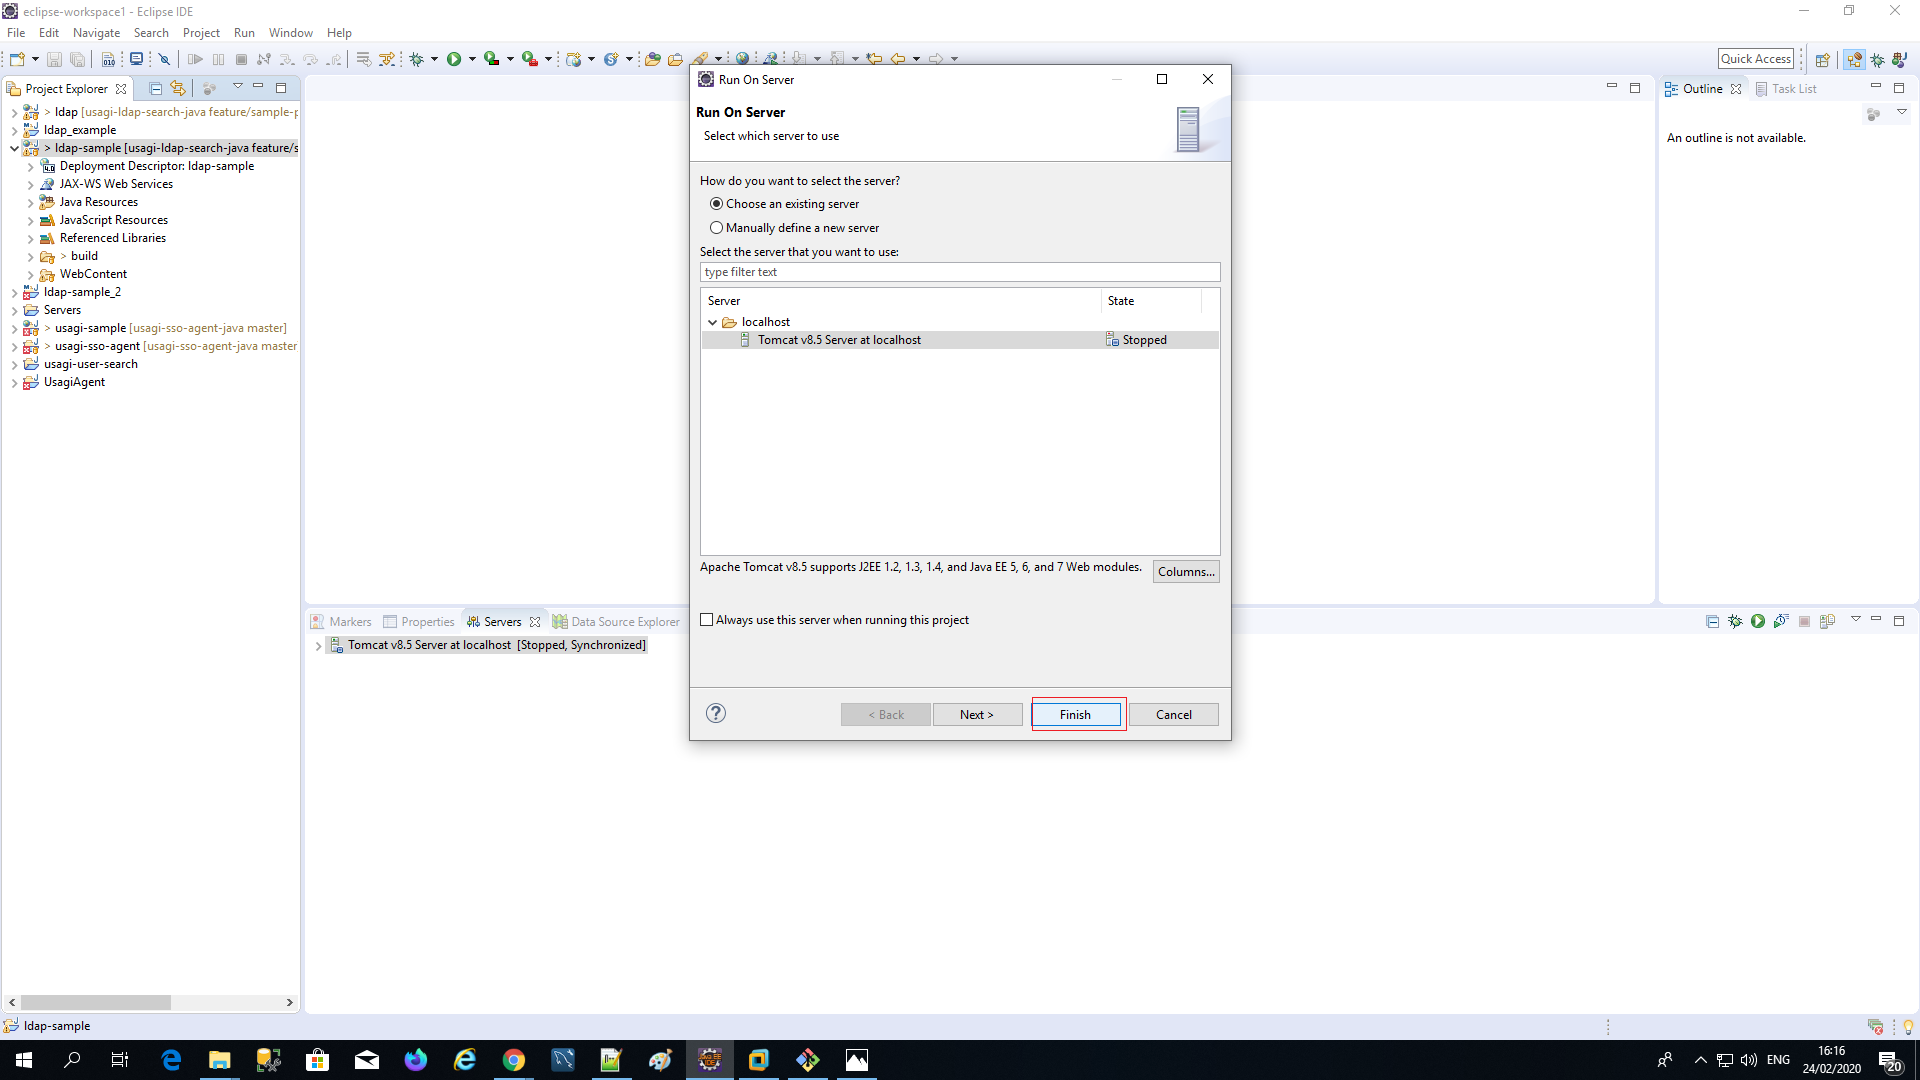 eclipse-workspace1 - Eclipse IDE
File Edit Navigate Search Project Run Window Help
Quick Access
Project Explorer
> ldap [usagi-ldap-search-java feature/sample-p
ldap_example
> ldap-sample [usagi-ldap-search-java feature/s
Deployment Descriptor: ldap-sample
JAX-WS Web Services
Java Resources
JavaScript Resources
Referenced Libraries
> build
WebContent
ldap-sample_2
Servers
> usagi-sample [usagi-sso-agent-java master]
> usagi-sso-agent [usagi-sso-agent-java master
usagi-user-search
UsagiAgent
Run On Server
Run On Server
Select which server to use
How do you want to select the server?
Choose an existing server
Manually define a new server
Select the server that you want to use:
type filter text
Server State
localhost
Tomcat v8.5 Server at localhost Stopped
Apache Tomcat v8.5 supports J2EE 1.2, 1.3, 1.4, and Java EE 5, 6, and 7 Web modules.
Columns...
Always use this server when running this project
< Back Next > Finish Cancel
Outline Task List
An outline is not available.
Markers Properties Servers Data Source Explorer
Tomcat v8.5 Server at localhost [Stopped, Synchronized]
ldap-sample
ENG
16:16
24/02/2020
20